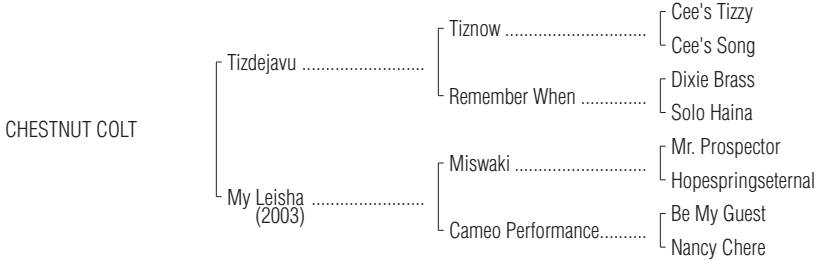 Cee's Tizzy
Tiznow ..............................
Cee's Song
Tizdejavu ..........................
Dixie Brass
Remember When ..............
Solo Haina
CHESTNUT COLT
Mr. Prospector
Miswaki ............................
Hopespringseternal
My Leisha ........................
(2003)
Be My Guest
Cameo Performance..........
Nancy Chere